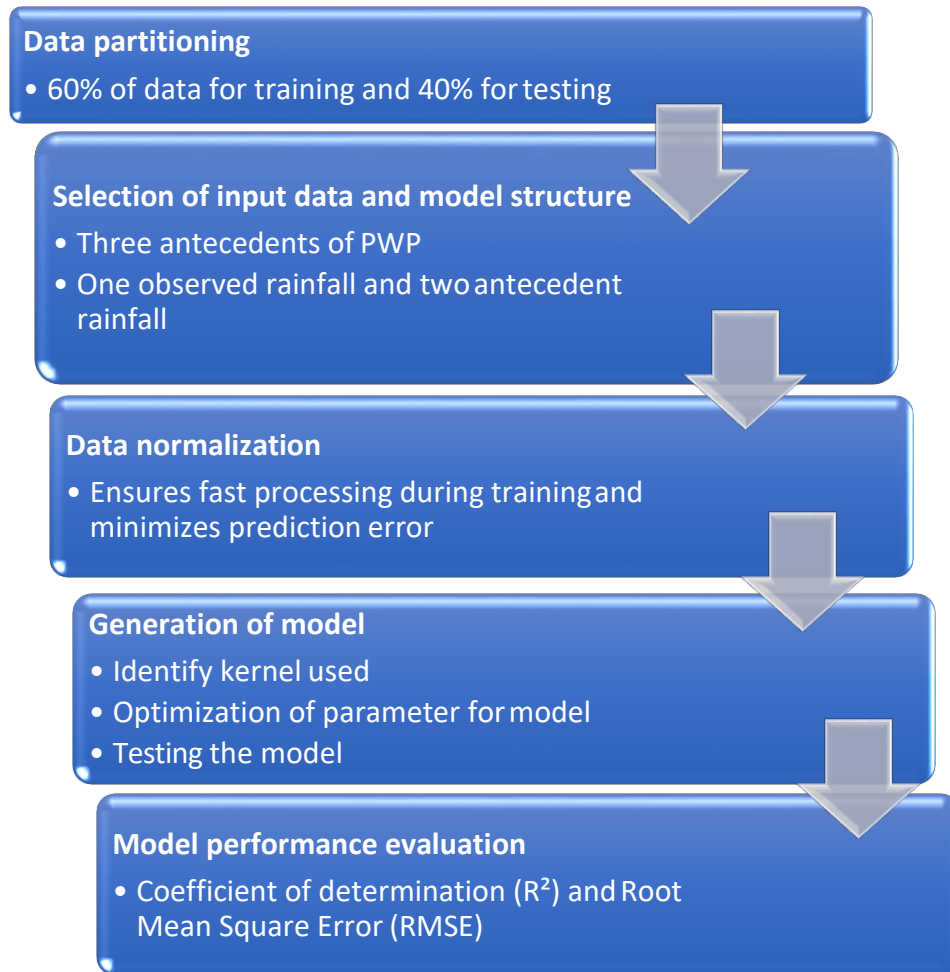 Data partitioning
• 60% of data for training and 40% for testing
Selection of input data and model structure
• Three antecedents of PWP
• One observed rainfall and two antecedent
rainfall
Data normalization
• Ensures fast processing during training and
minimizes prediction error
Generation of model
• Identify kernel used
• Optimization of parameter for model
• Testing the model
Model performance evaluation
• Coefficient of determination (R²) and Root
Mean Square Error (RMSE)